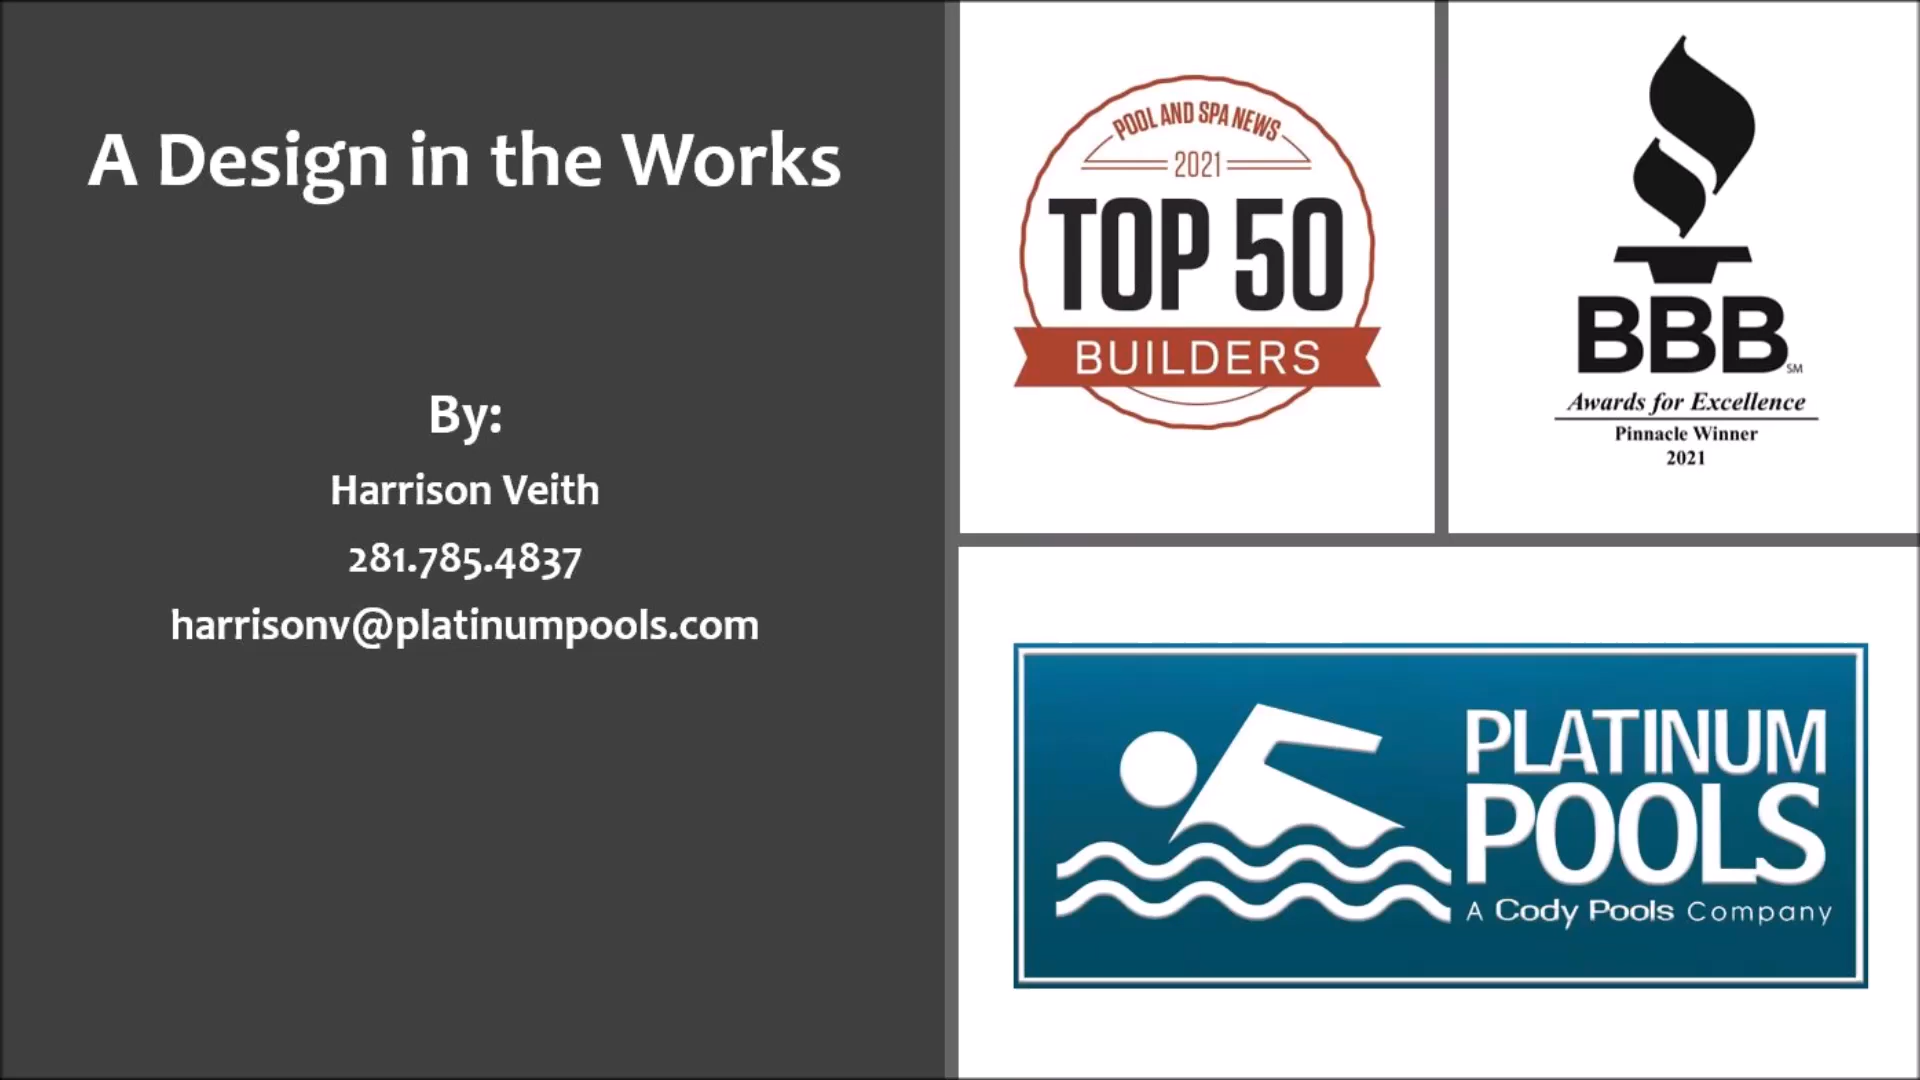 A Design in the Works
By:
Harrison Veith
281.785.4837
harrisonv@platinumpools.com
POOL AND SPA NEWS
2021
TOP 50
BUILDERS
BBB SM
Awards for Excellence
Pinnacle Winner
2021
PLATINUM
POOLS
A Cody Pools Company